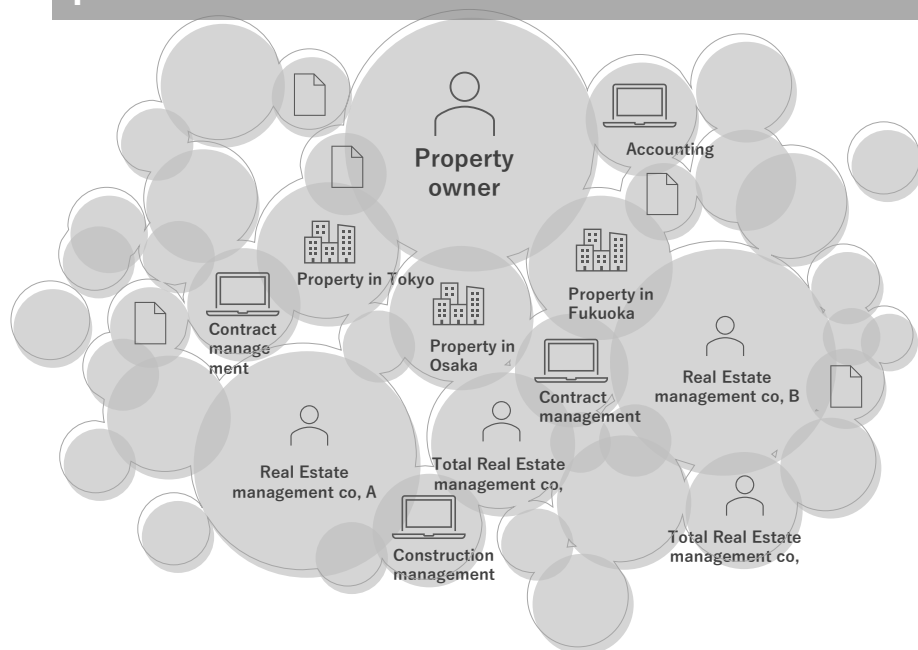 Property
owner
Accounting
Property in Tokyo
Property in
Fukuoka
Contract
manage
ment
Property in
Osaka
Contract
management
Real Estate
management co, B
Real Estate
management co, A
Total Real Estate
management co,
Total Real Estate
management co,
Construction
management